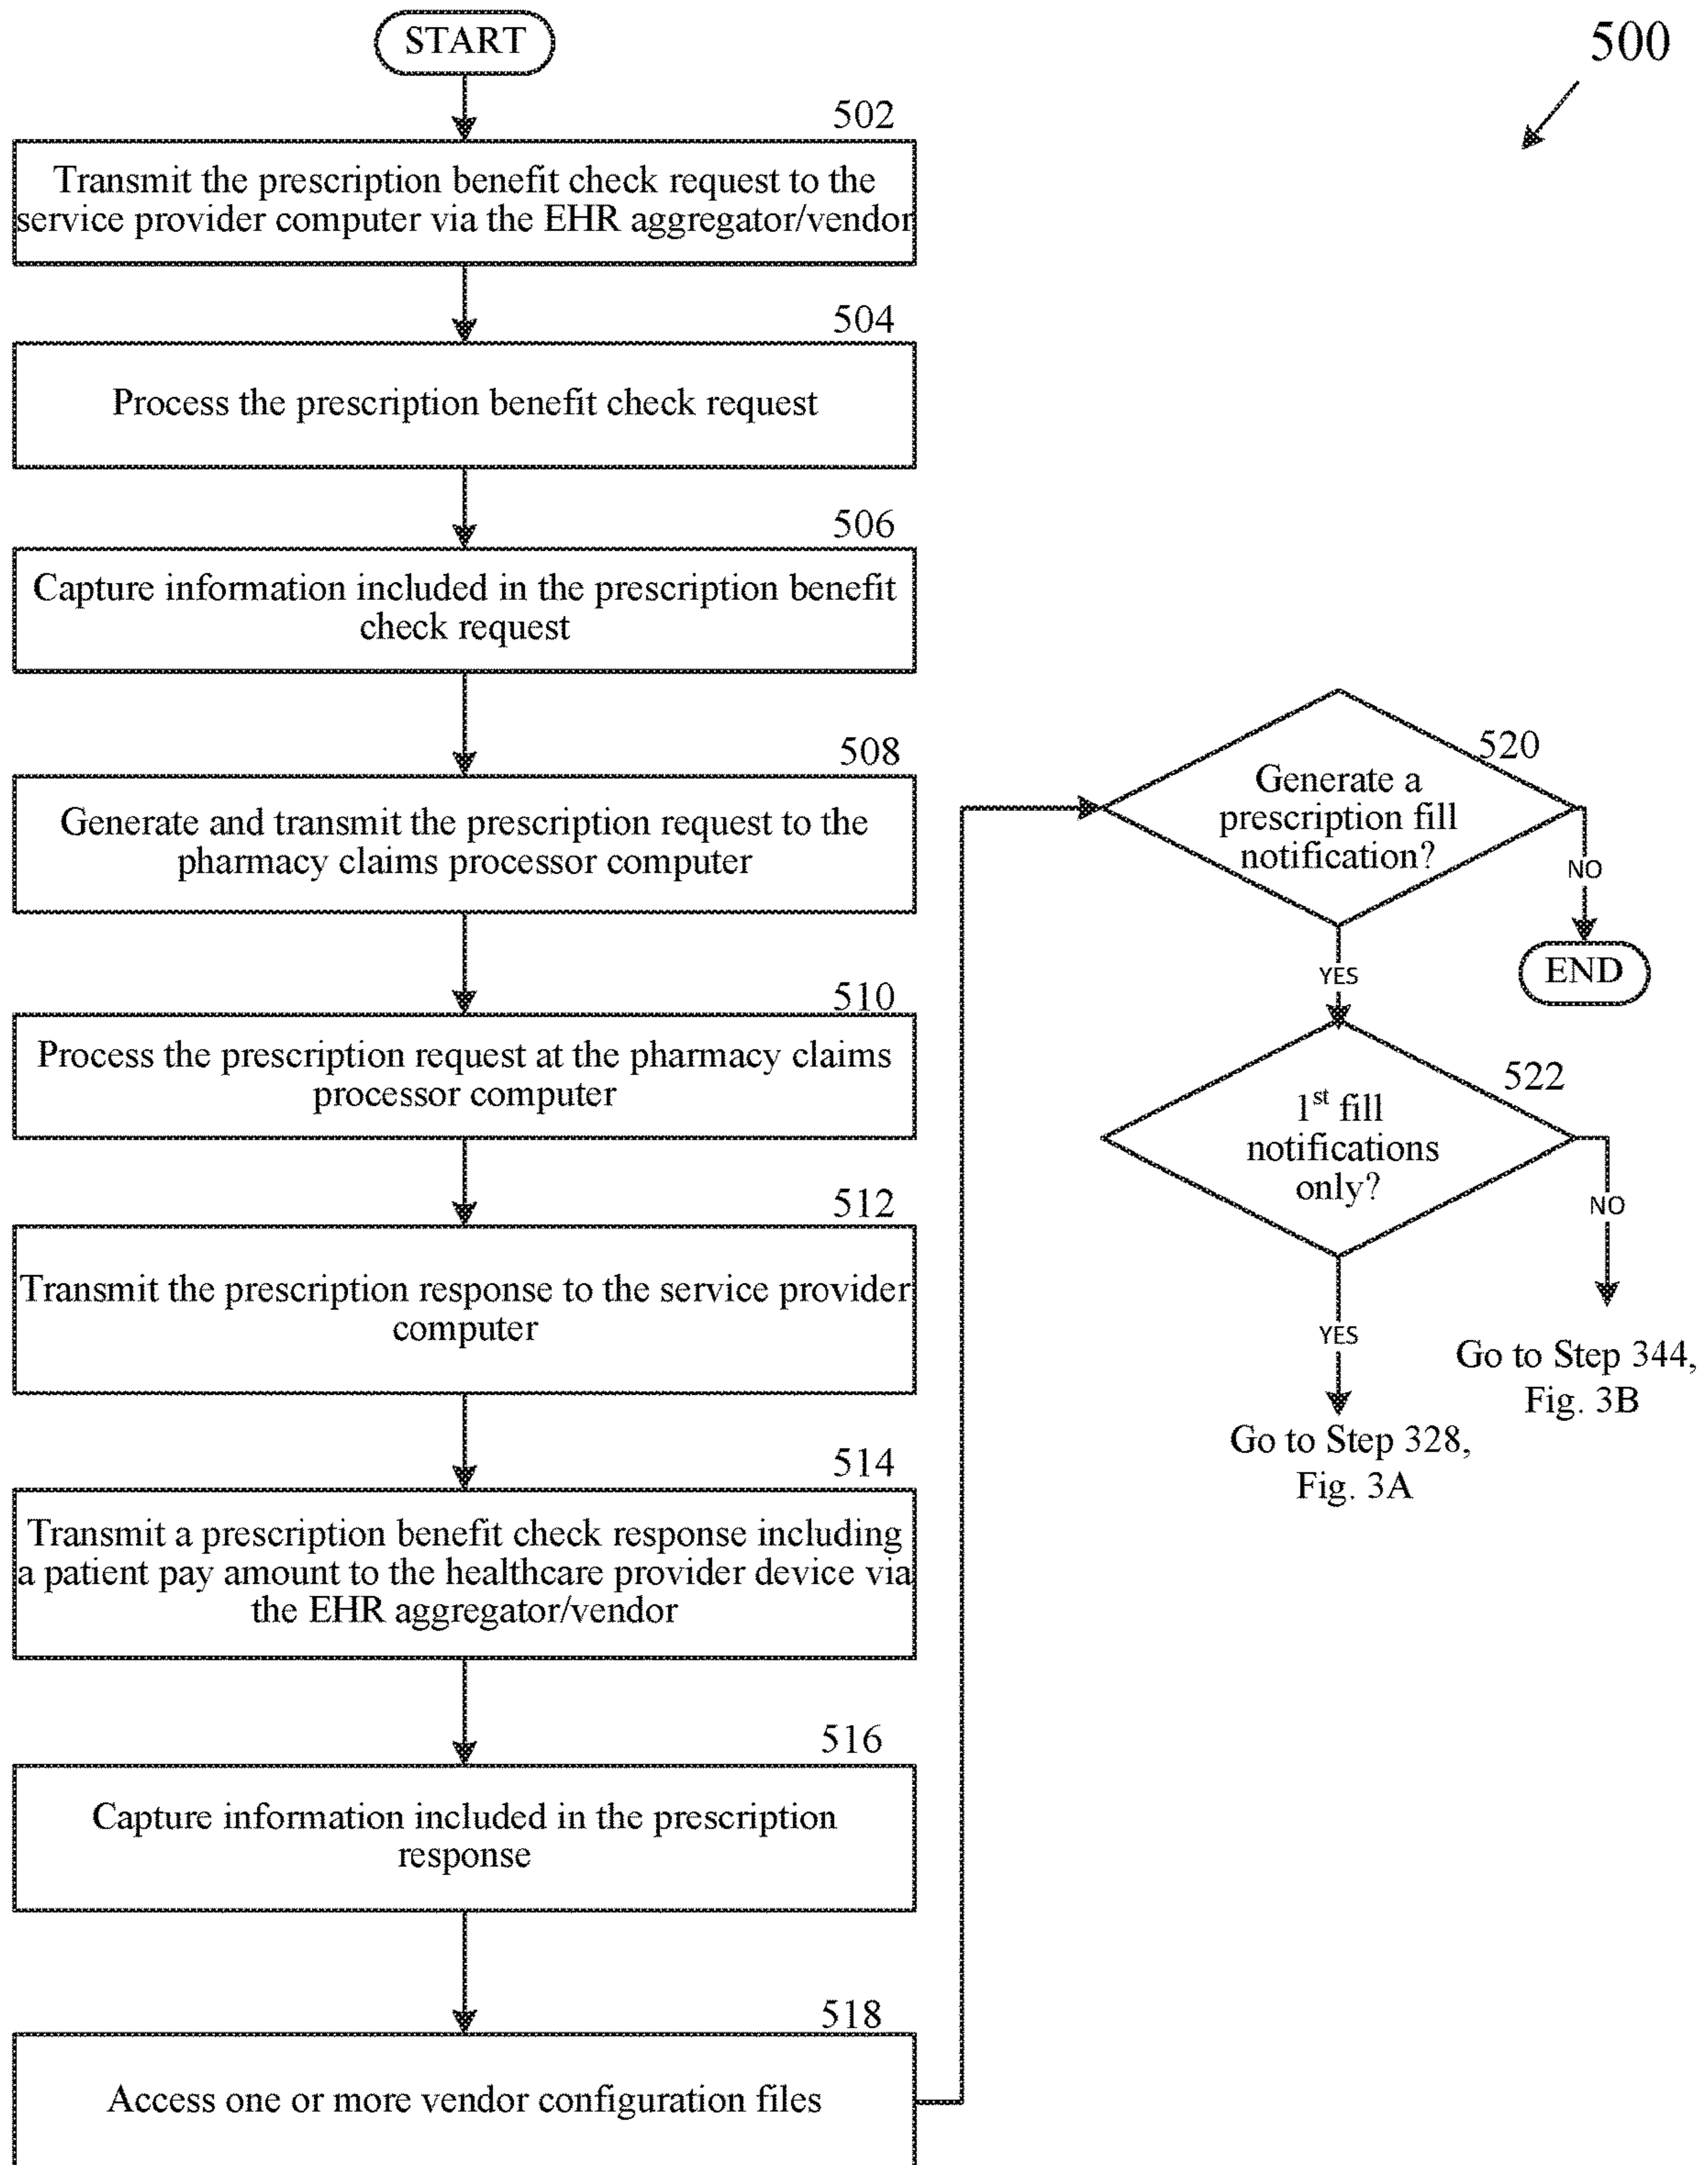 START
500
502
Transmit the prescription benefit check request to the
service provider computer via the EHR aggregator/vendor
504
Process the prescription benefit check request
506
Capture information included in the prescription benefit
check request
508
Generate and transmit the prescription request to the
pharmacy claims processor computer
510
Process the prescription request at the pharmacy claims
processor computer
512
Transmit the prescription response to the service provider
computer
514
Transmit a prescription benefit check response including
a patient pay amount to the healthcare provider device via
the EHR aggregator/vendor
516
Capture information included in the prescription
response
518
Access one or more vendor configuration files
520
Generate a
prescription fill
notification?
NO
END
YES
522
1st fill
notifications
only?
NO
Go to Step 344,
Fig. 3B
YES
Go to Step 328,
Fig. 3A